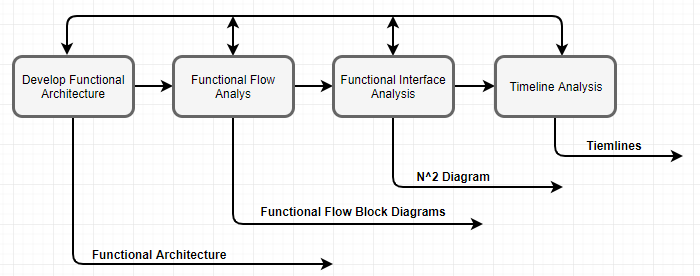 Develop Functional
Architecture
Functional Flow
Analys
Functional Interface
Analysis
Timeline Analysis
Tiemlines
N^2 Diagram
Functional Flow Block Diagrams
Functional Architecture